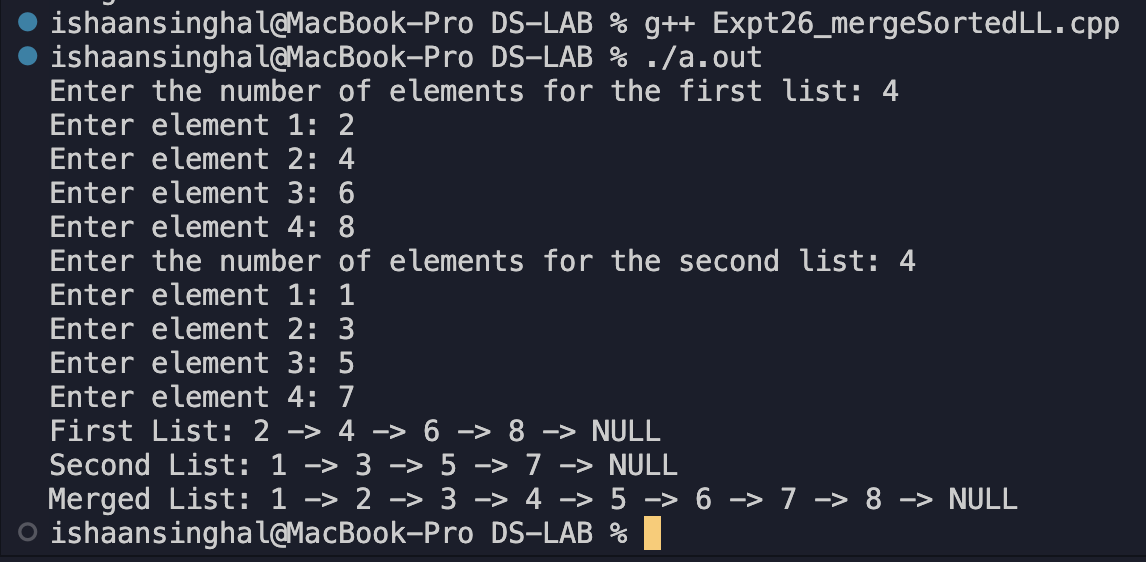 ishaansinghal@MacBook-Pro DS-LAB % g++ Expt26_mergeSortedLL.cpp
ishaansinghal@MacBook-Pro DS-LAB % ./a.out
Enter the number of elements for the first list: 4
Enter element 1: 2
Enter element 2: 4
Enter element 3: 6
Enter element 4: 8
Enter the number of elements for the second list: 4
Enter element 1: 1
Enter element 2: 3
Enter element 3: 5
Enter element 4: 7
First List: 2 -> 4 -> 6 -> 8 -> NULL
Second List: 1 -> 3 -> 5 -> 7 -> NULL
Merged List: 1 -> 2 -> 3 -> 4 -> 5 -> 6 -> 7 -> 8 -> NULL
ishaansinghal@MacBook-Pro DS-LAB %